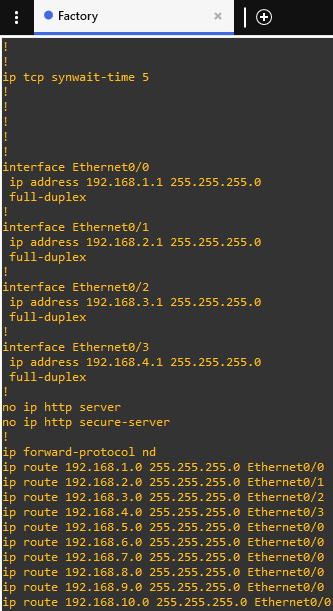 Factory
!
!
ip tcp synwait-time 5
!
!
!
!
!
interface Ethernet0/0
 ip address 192.168.1.1 255.255.255.0
 full-duplex
!
interface Ethernet0/1
 ip address 192.168.2.1 255.255.255.0
 full-duplex
!
interface Ethernet0/2
 ip address 192.168.3.1 255.255.255.0
 full-duplex
!
interface Ethernet0/3
 ip address 192.168.4.1 255.255.255.0
 full-duplex
!
no ip http server
no ip http secure-server
!
ip forward-protocol nd
ip route 192.168.1.0 255.255.255.0 Ethernet0/0
ip route 192.168.2.0 255.255.255.0 Ethernet0/1
ip route 192.168.3.0 255.255.255.0 Ethernet0/2
ip route 192.168.4.0 255.255.255.0 Ethernet0/3
ip route 192.168.5.0 255.255.255.0 Ethernet0/0
ip route 192.168.6.0 255.255.255.0 Ethernet0/0
ip route 192.168.7.0 255.255.255.0 Ethernet0/0
ip route 192.168.8.0 255.255.255.0 Ethernet0/0
ip route 192.168.9.0 255.255.255.0 Ethernet0/0
ip route 192.168.10.0 255.255.255.0 Ethernet0/0